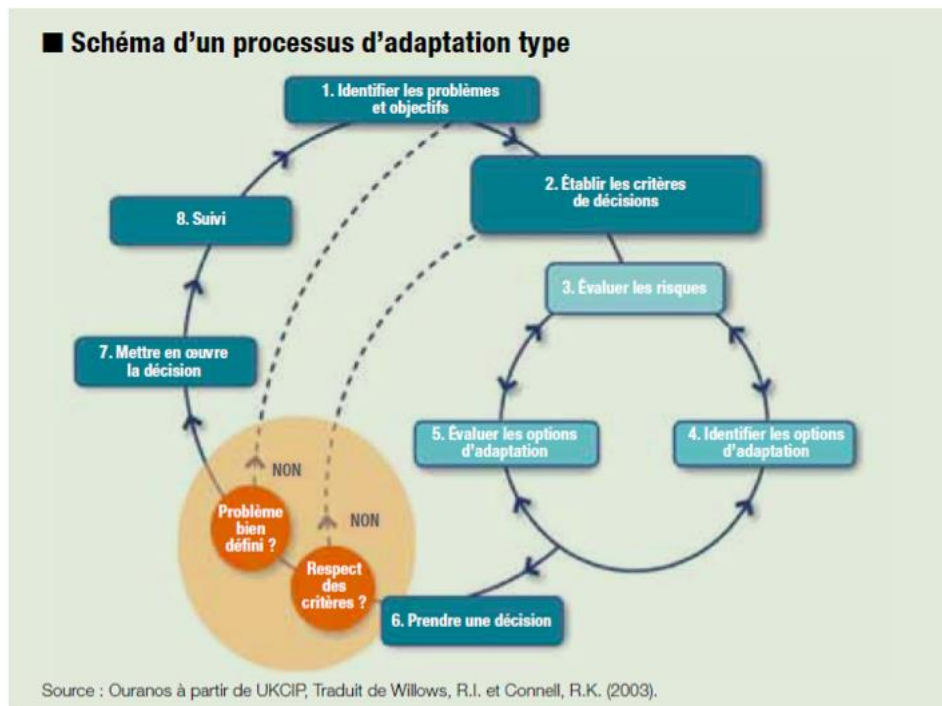 ■ Schéma d'un processus d'adaptation type
1. Identifier les problèmes
et objectifs
2. Établir les critères
de décisions
3. Évaluer les risques
4. Identifier les options
d'adaptation
5. Évaluer les options
d'adaptation
6. Prendre une décision
Respect
des
critères ?
NON
Problème
bien
défini ?
NON
7. Mettre en œuvre
la décision
8. Suivi
Source : Ouranos à partir de UKCIP, Traduit de Willows, R.I. et Connell, R.K. (2003).